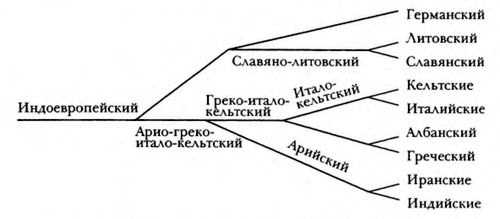 Германский
Литовский
Славянский
Славяно-литовский
Кельтские
Итало-
кельтский
Греко-итало-
кельтский
Италийские
Индоевропейский
Албанский
Арио-греко-
итало-кельтский
Греческий
Арийский
Иранские
Индийские